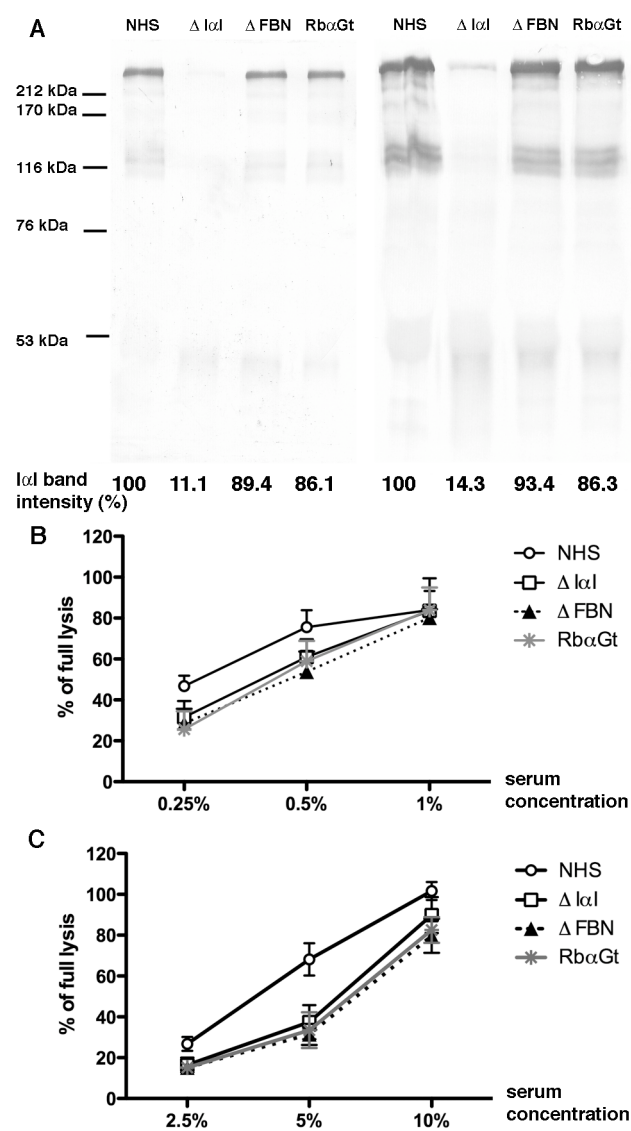 A
NHS Δ IαI Δ FBN RbαGt NHS Δ IαI Δ FBN RbαGt
212 kDa
170 kDa
116 kDa
76 kDa
53 kDa
IαI band
intensity (%)
100 11.1 89.4 86.1 100 14.3 93.4 86.3
B
120
100
80
60
40
20
0
% of full lysis
0.25% 0.5% 1%
serum
concentration
NHS
Δ IαI
Δ FBN
RbαGt
C
120
100
80
60
40
20
0
% of full lysis
2.5% 5% 10%
serum
concentration
NHS
Δ IαI
Δ FBN
RbαGt